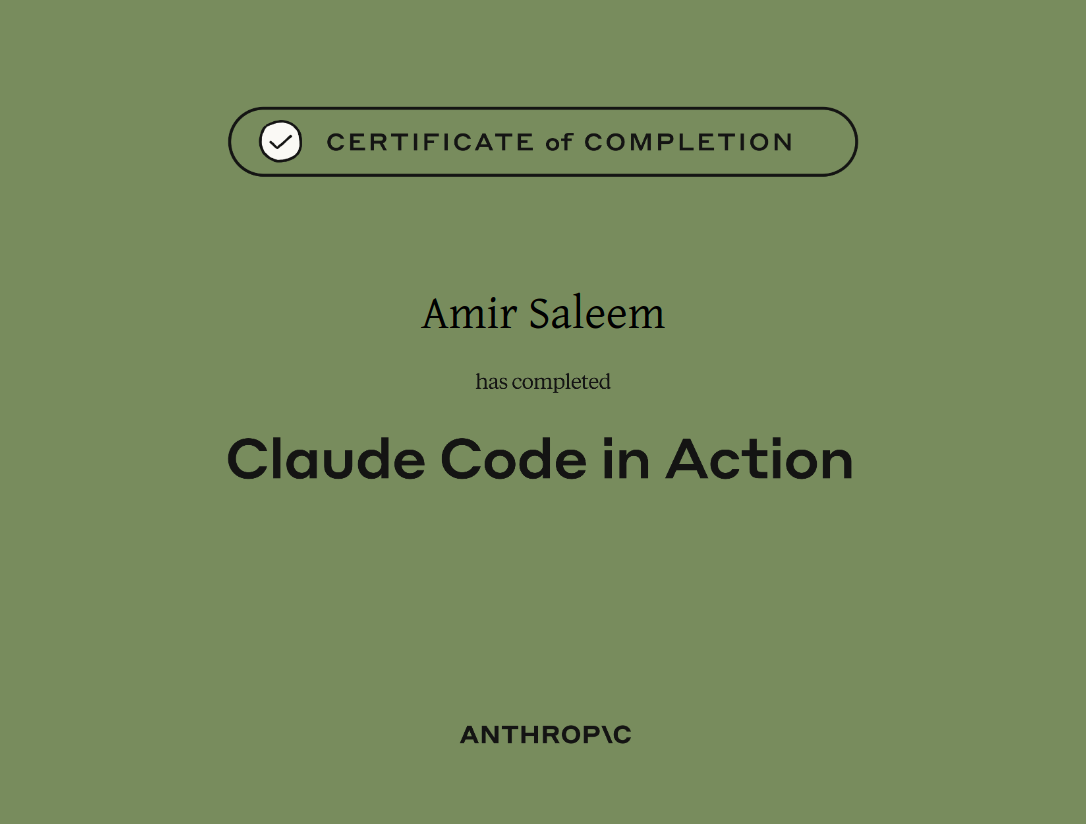 CERTIFICATE of COMPLETION
Amir Saleem
has completed
Claude Code in Action
ANTHROP\C